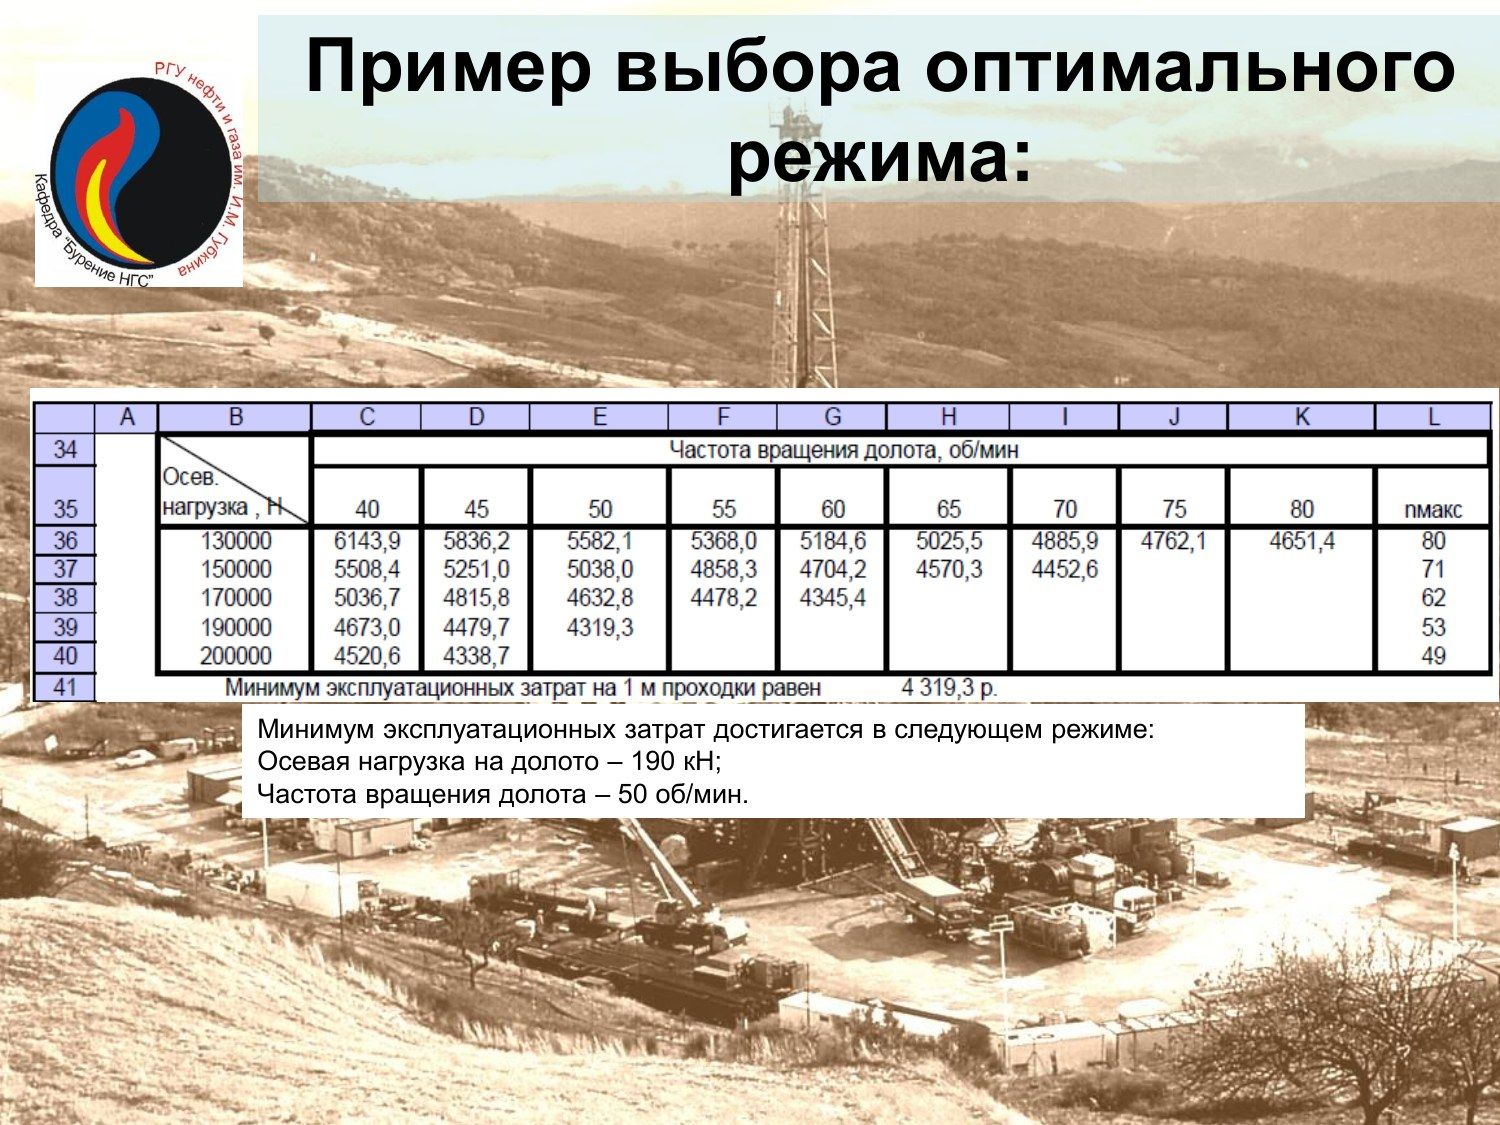 Пример выбора оптимального
режима:
РГУ нефти и газа им. И.М. Губкина
Кафедра "Бурение НГС"
A B C D E F G H I J K L
34 Частота вращения долота, об/мин
Осев.
35 нагрузка , Н 40 45 50 55 60 65 70 75 80 nмакс
36 130000 6143,9 5836,2 5582,1 5368,0 5184,6 5025,5 4885,9 4762,1 4651,4 80
37 150000 5508,4 5251,0 5038,0 4858,3 4704,2 4570,3 4452,6 71
38 170000 5036,7 4815,8 4632,8 4478,2 4345,4 62
39 190000 4673,0 4479,7 4319,3 53
40 200000 4520,6 4338,7 49
41 Минимум эксплуатационных затрат на 1 м проходки равен 4 319,3 р.
Минимум эксплуатационных затрат достигается в следующем режиме:
Осевая нагрузка на долото – 190 кН;
Частота вращения долота – 50 об/мин.